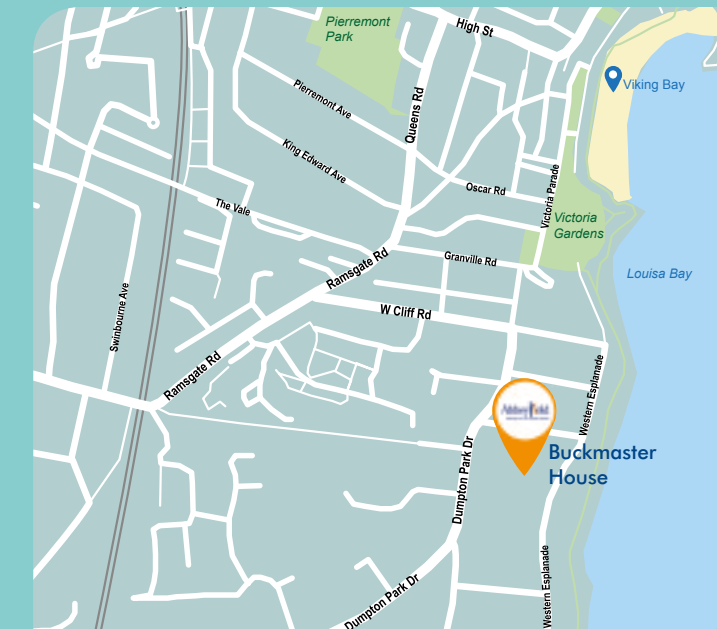 Pierremont
Park
High St
Viking Bay
Pierremont Ave
Queens Rd
King Edward Ave
Oscar Rd
Victoria Parade
The Vale
Victoria
Gardens
Ramsgate Rd
Granville Rd
Louisa Bay
Swinbourne Ave
W Cliff Rd
Ramsgate Rd
Western Esplanade
Abbeyfield
Buckmaster
House
Dumpton Park Dr
Western Esplanade
Dumpton Park Dr